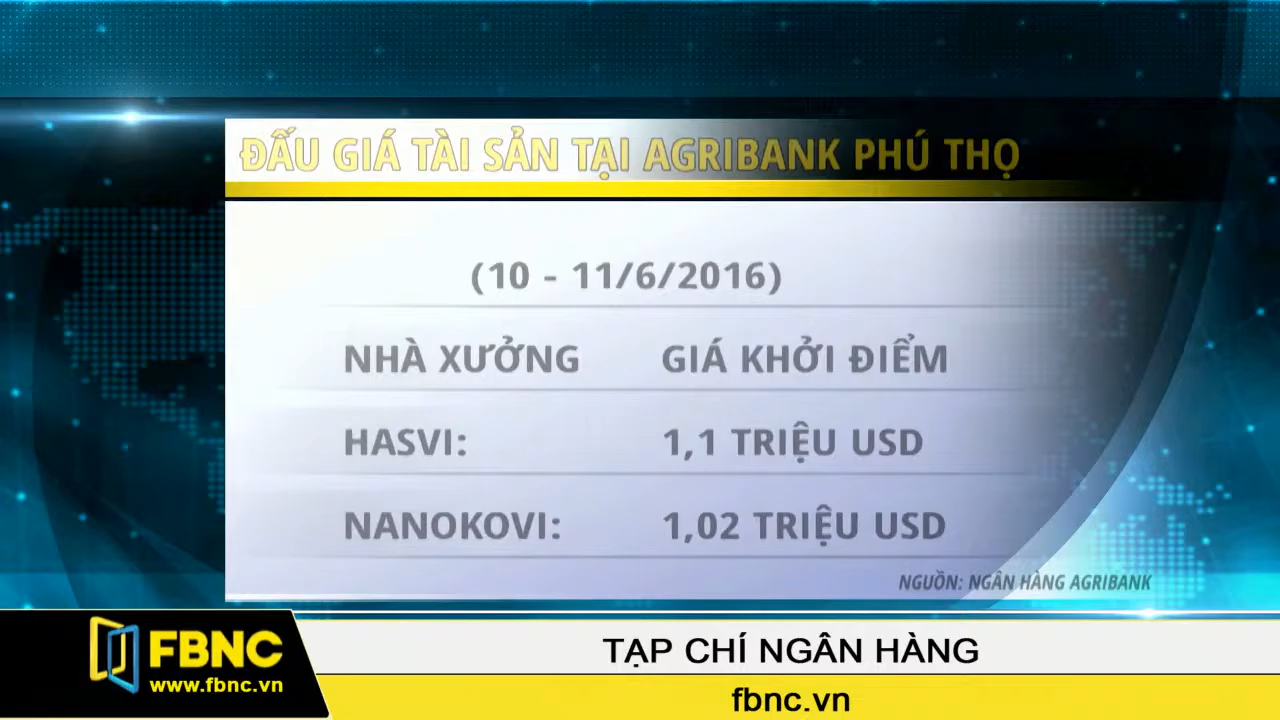 ĐẤU GIÁ TÀI SẢN TẠI AGRIBANK PHÚ THỌ
(10 - 11/6/2016)
NHÀ XƯỞNG GIÁ KHỞI ĐIỂM
HASVI: 1,1 TRIỆU USD
NANOKOVI: 1,02 TRIỆU USD
NGUỒN: NGÂN HÀNG AGRIBANK
FBNC
www.fbnc.vn
TẠP CHÍ NGÂN HÀNG
fbnc.vn